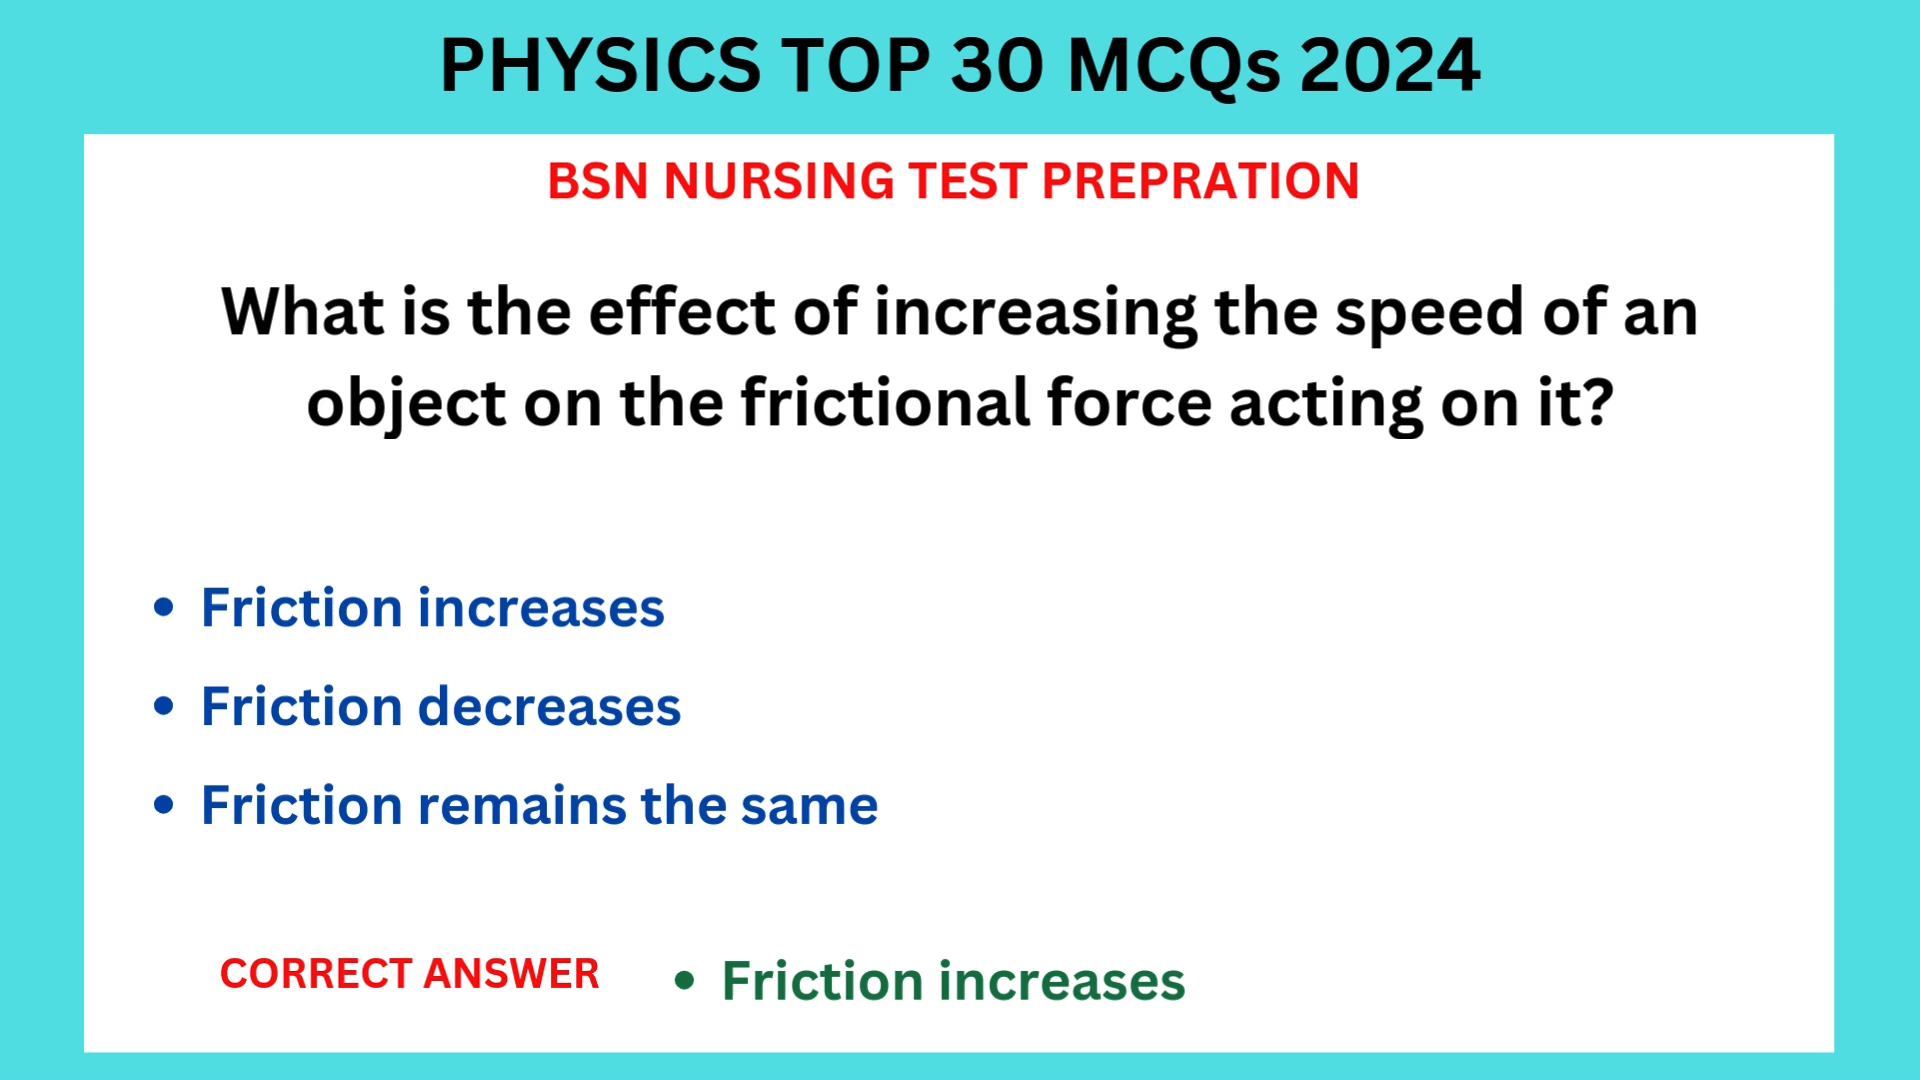 PHYSICS TOP 30 MCQs 2024
BSN NURSING TEST PREPRATION
What is the effect of increasing the speed of an
object on the frictional force acting on it?
• Friction increases
• Friction decreases
• Friction remains the same
CORRECT ANSWER • Friction increases